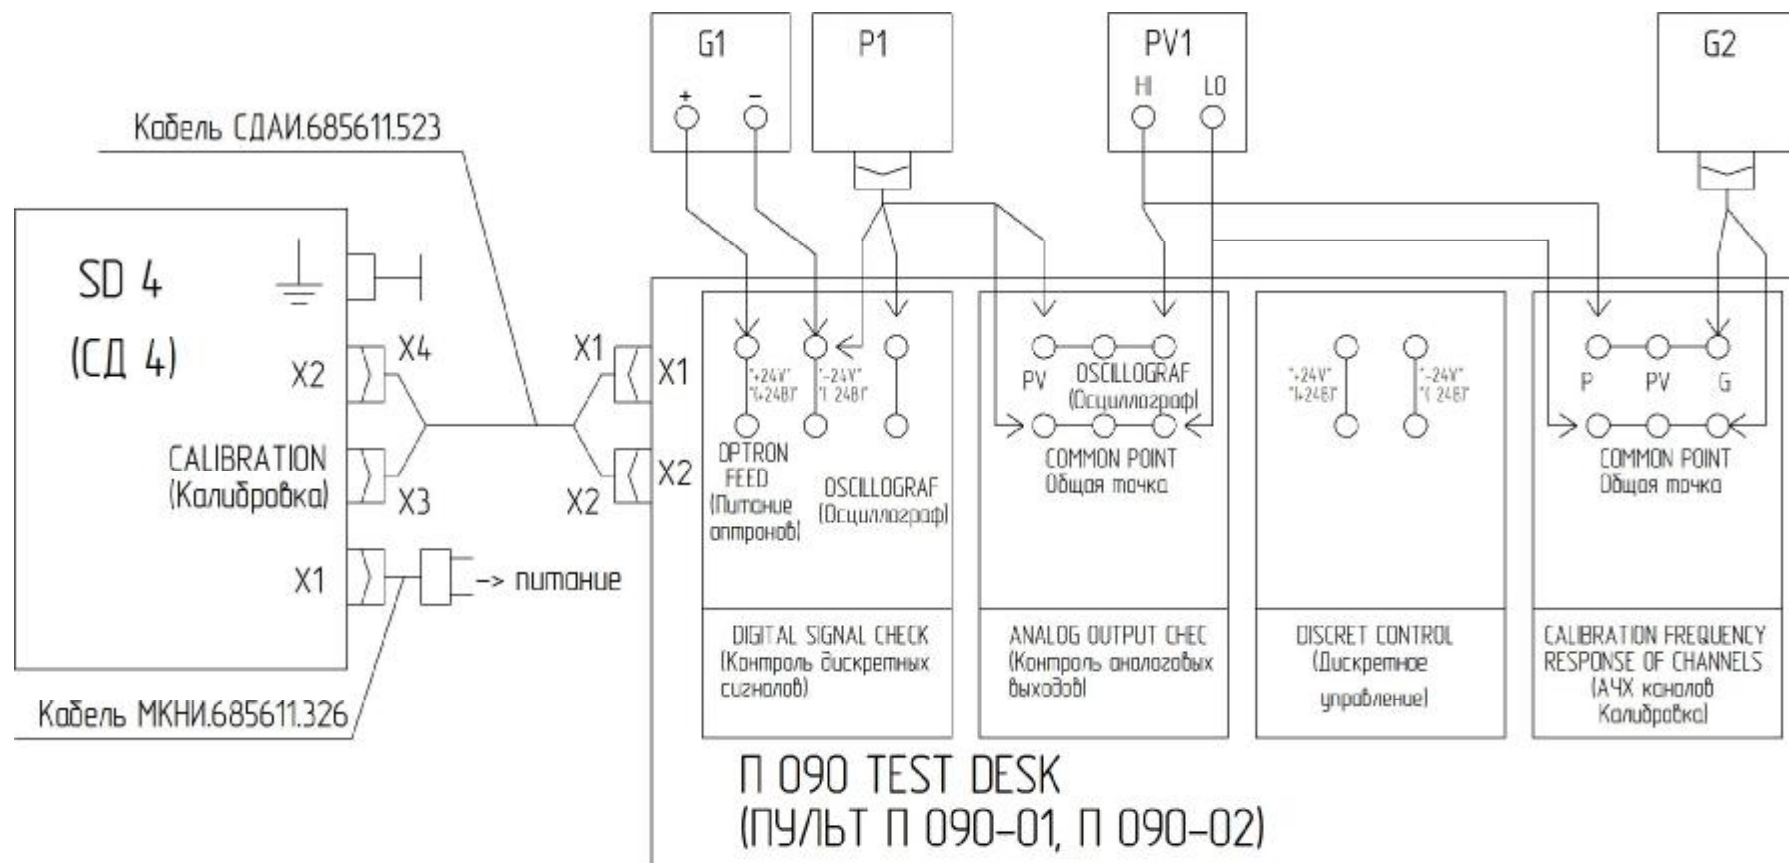 G1
P1
PV1
G2
+
−
HI
LO
Кабель СДАИ.685611.523
SD 4
(СД 4)
X2
X4
CALIBRATION
(Калибровка)
X3
X1
-> питание
Кабель МКНИ.685611.326
X1
X1
X2
X2
"+24V"
"(+24В)"
"-24V"
"( 24В)"
OPTRON
FEED
(Питание
оптронов)
OSCILLOGRAF
(Осциллограф)
DIGITAL SIGNAL CHECK
(Контроль дискретных
сигналов)
PV
OSCILLOGRAF
(Осциллограф)
COMMON POINT
Общая точка
ANALOG OUTPUT CHEC
(Контроль аналоговых
выходов)
"+24V"
"(+24В)"
"-24V"
"( 24В)"
DISCRET CONTROL
(Дискретное
управление)
P
PV
G
COMMON POINT
Общая точка
CALIBRATION FREQUENCY
RESPONSE OF CHANNELS
(АЧХ каналов
Калибровка)
П 090 TEST DESK
(ПУЛЬТ П 090-01, П 090-02)